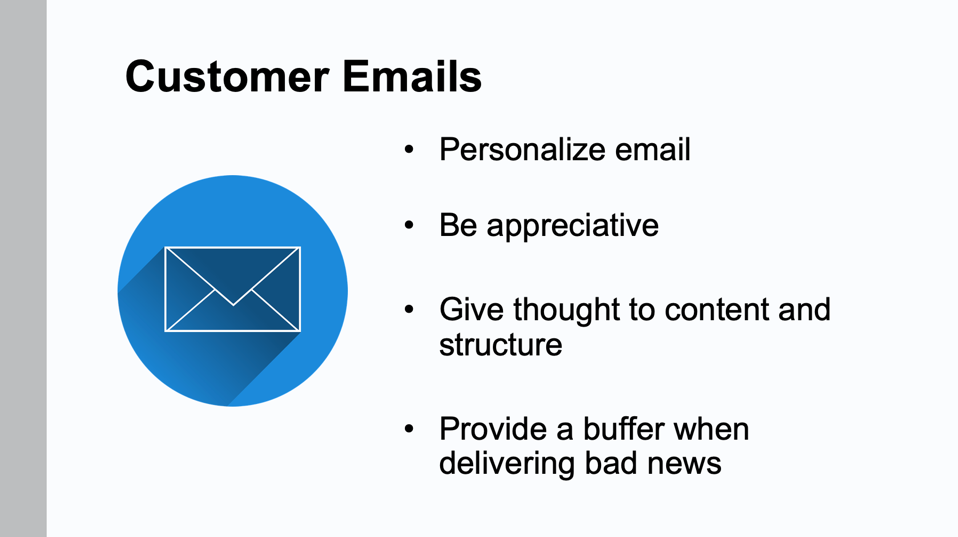 Customer Emails
• Personalize email
• Be appreciative
• Give thought to content and
structure
• Provide a buffer when
delivering bad news